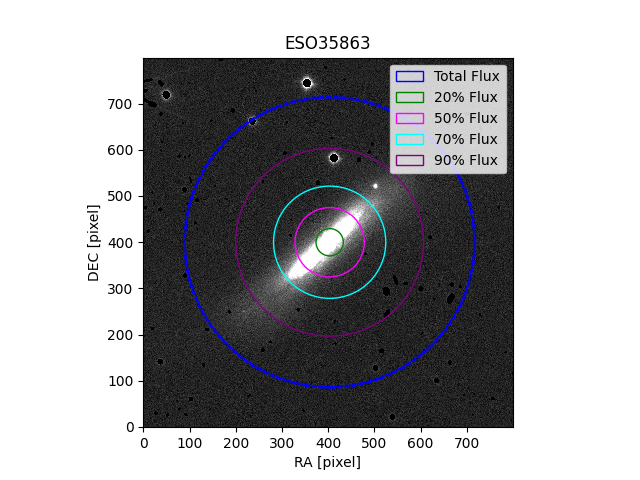 ESO35863
Total Flux
20% Flux
50% Flux
70% Flux
90% Flux
DEC [pixel]
700
600
500
400
300
200
100
0
0 100 200 300 400 500 600 700
RA [pixel]